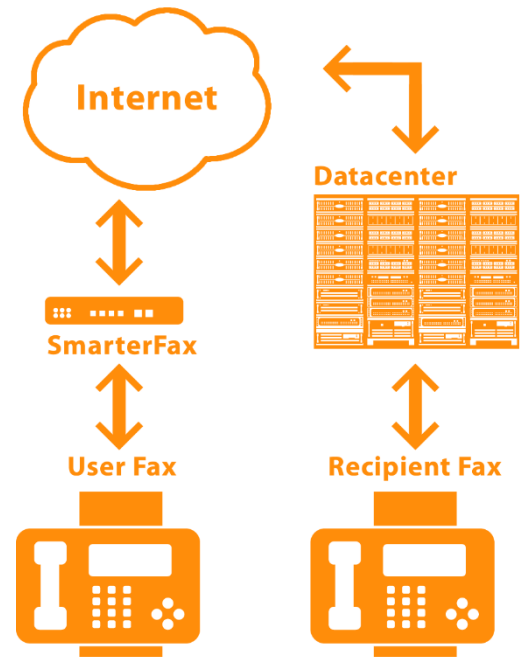 Internet
Datacenter
SmarterFax
User Fax
Recipient Fax